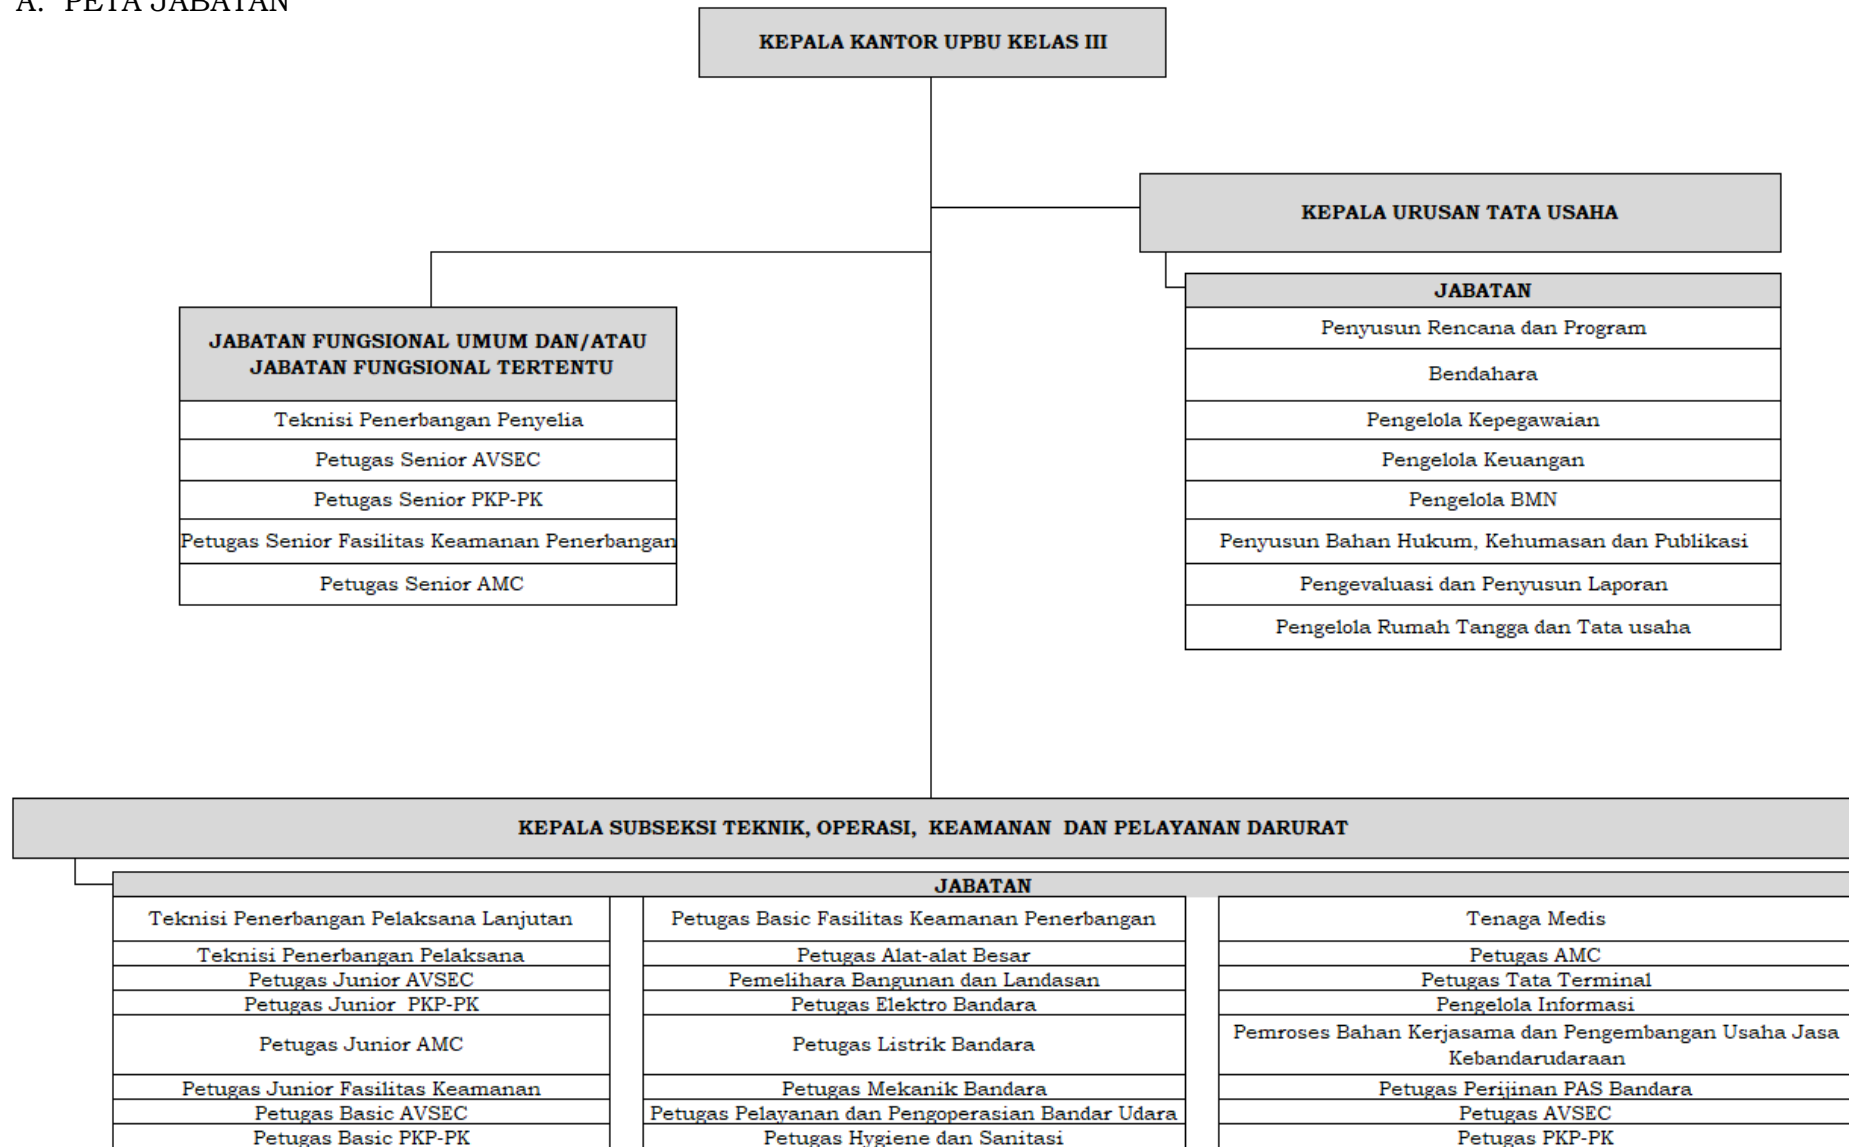 A. PETA JABATAN
KEPALA KANTOR UPBU KELAS III
KEPALA URUSAN TATA USAHA
JABATAN
Penyusun Rencana dan Program
Bendahara
Pengelola Kepegawaian
Pengelola Keuangan
Pengelola BMN
Penyusun Bahan Hukum, Kehumasan dan Publikasi
Pengevaluasi dan Penyusun Laporan
Pengelola Rumah Tangga dan Tata usaha
JABATAN FUNGSIONAL UMUM DAN/ATAU
JABATAN FUNGSIONAL TERTENTU
Teknisi Penerbangan Penyelia
Petugas Senior AVSEC
Petugas Senior PKP-PK
Petugas Senior Fasilitas Keamanan Penerbangan
Petugas Senior AMC
KEPALA SUBSEKSI TEKNIK, OPERASI, KEAMANAN DAN PELAYANAN DARURAT
JABATAN
Teknisi Penerbangan Pelaksana Lanjutan
Teknisi Penerbangan Pelaksana
Petugas Junior AVSEC
Petugas Junior PKP-PK
Petugas Junior AMC
Petugas Junior Fasilitas Keamanan
Petugas Basic AVSEC
Petugas Basic PKP-PK
Petugas Basic Fasilitas Keamanan Penerbangan
Petugas Alat-alat Besar
Pemelihara Bangunan dan Landasan
Petugas Elektro Bandara
Petugas Listrik Bandara
Petugas Mekanik Bandara
Petugas Pelayanan dan Pengoperasian Bandar Udara
Petugas Hygiene dan Sanitasi
Tenaga Medis
Petugas AMC
Petugas Tata Terminal
Pengelola Informasi
Pemroses Bahan Kerjasama dan Pengembangan Usaha Jasa
Kebandarudaraan
Petugas Perijinan PAS Bandara
Petugas AVSEC
Petugas PKP-PK